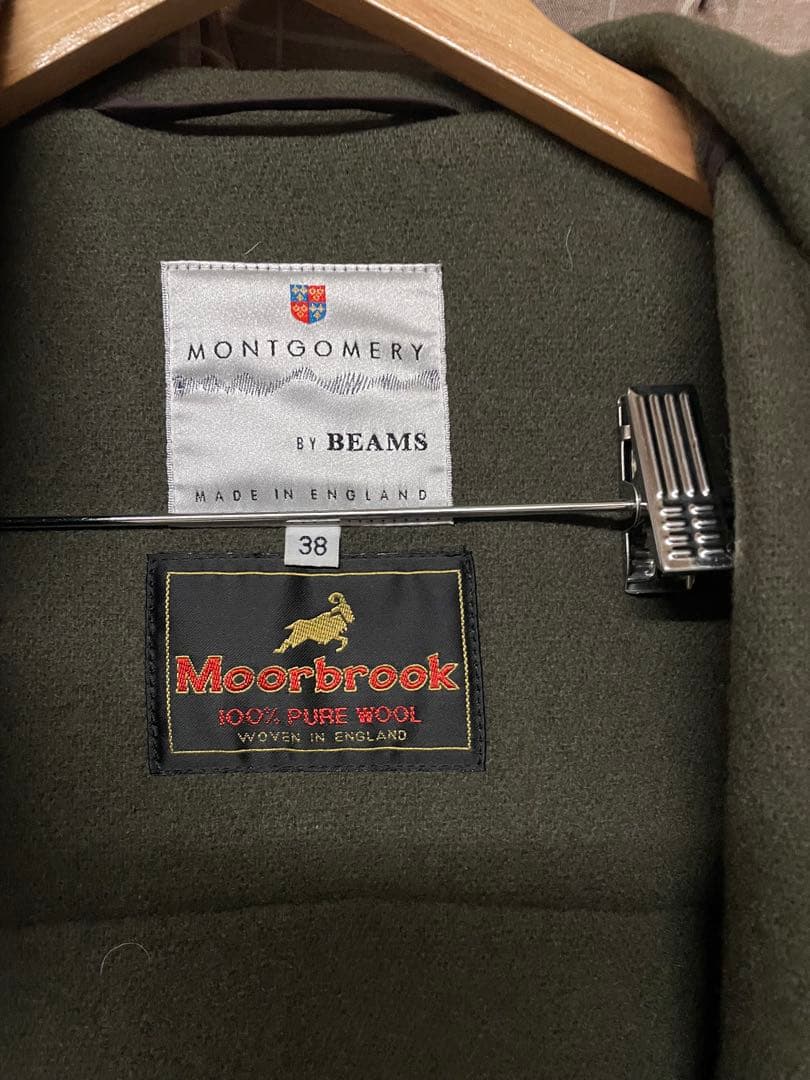 MONTGOMERY
BY BEAMS
MADE IN ENGLAND
38
Moorbrook
100% PURE WOOL
WOVEN IN ENGLAND